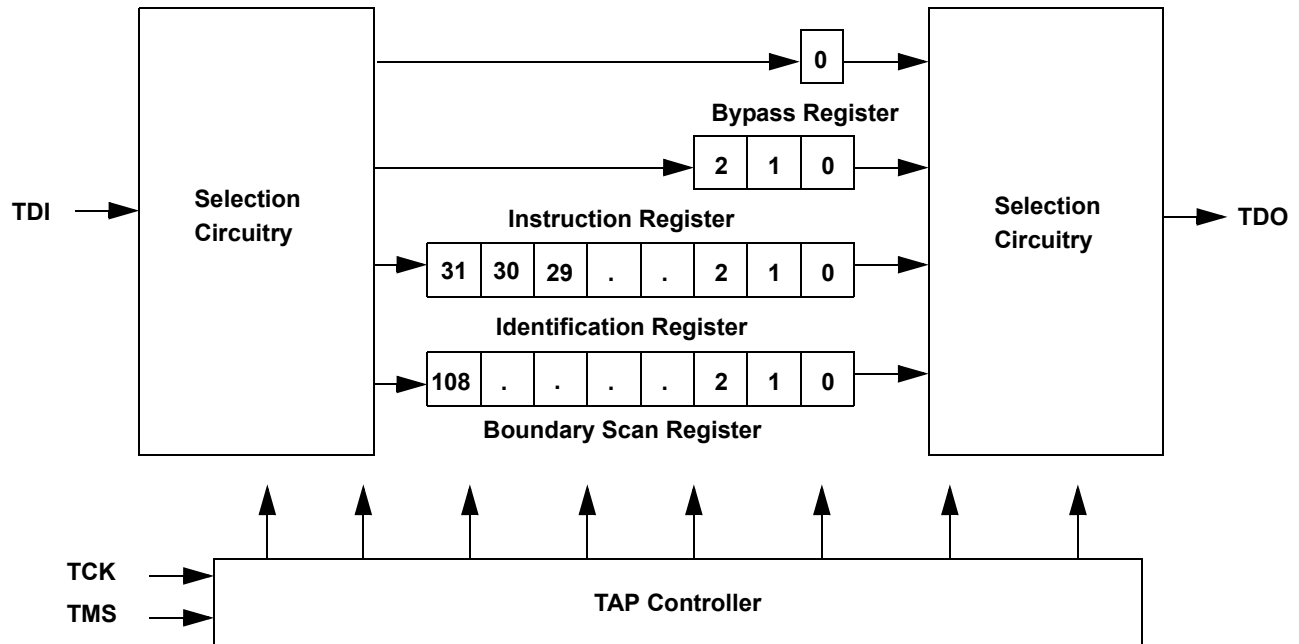 0
Bypass Register
2 1 0
Selection
Circuitry
Selection
Circuitry
TDI
TDO
Instruction Register
31 30 29 . . 2 1 0
Identification Register
108 . . . . 2 1 0
Boundary Scan Register
TCK
TMS
TAP Controller